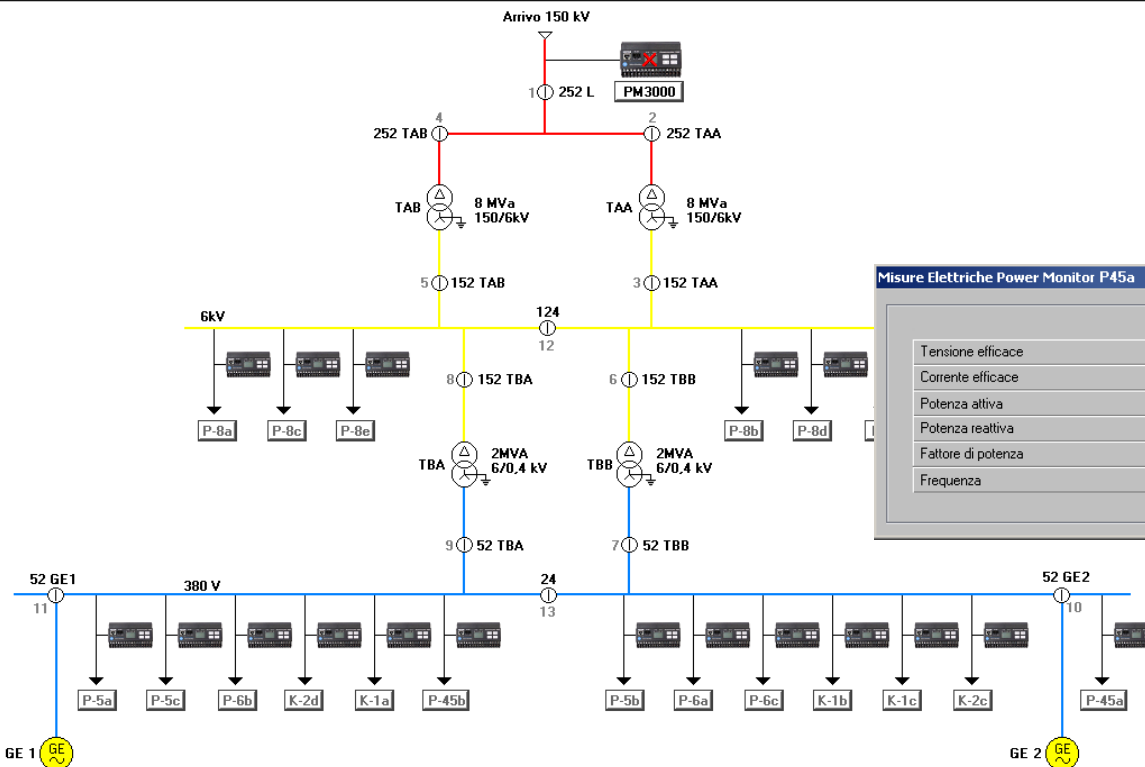 Arrivo 150 kV
1 252 L
PM3000
4
2
252 TAB
252 TAA
TAB
8 MVa
150/6kV
TAA
8 MVa
150/6kV
5 152 TAB
3 152 TAA
Misure Elettriche Power Monitor P45a
6kV
124
12
Tensione efficace
Corrente efficace
Potenza attiva
Potenza reattiva
Fattore di potenza
Frequenza
8 152 TBA
6 152 TBB
P-8a
P-8c
P-8e
P-8b
P-8d
TBA
2MVA
6/0,4 kV
TBB
2MVA
6/0,4 kV
9 52 TBA
7 52 TBB
52 GE1
11
380 V
24
13
52 GE2
10
P-5a
P-5c
P-6b
K-2d
K-1a
P-45b
P-5b
P-6a
P-6c
K-1b
K-1c
K-2c
P-45a
GE 1
GE
GE 2
GE